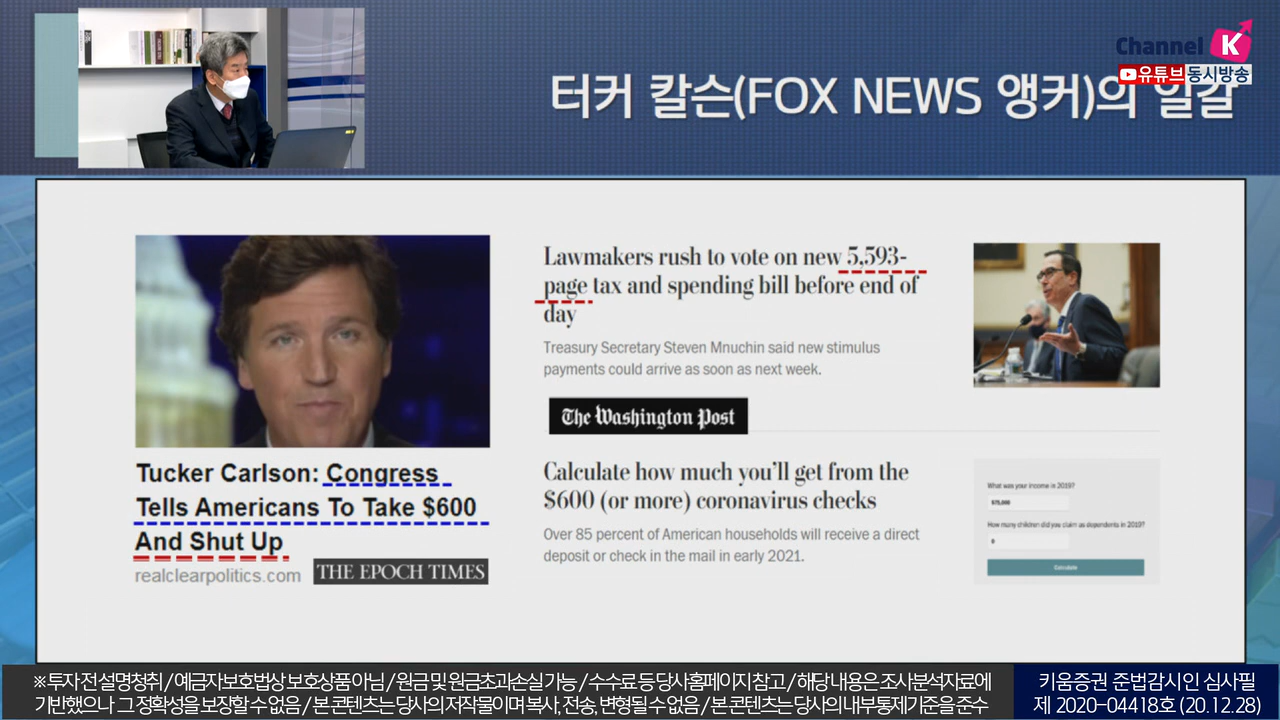 Channel K
유튜브동시방송
터커 칼슨(FOX NEWS 앵커)의 일갈
Tucker Carlson: Congress
Tells Americans To Take $600
And Shut Up
realclearpolitics.com
THE EPOCH TIMES
Lawmakers rush to vote on new 5,593-
page tax and spending bill before end of
day
Treasury Secretary Steven Mnuchin said new stimulus
payments could arrive as soon as next week.
The Washington Post
Calculate how much you’ll get from the
$600 (or more) coronavirus checks
Over 85 percent of American households will receive a direct
deposit or check in the mail in early 2021.
What was your income in 2019?
$75,000
How many children did you claim as dependents in 2019?
0
Calculate
※ 투자 전 설명청취 / 예금자보호법상 보호상품 아님 / 원금 및 원금초과손실 가능 / 수수료 등 당사홈페이지 참고 / 해당 내용은 조사분석자료에
기반했으나 그 정확성을 보장할 수 없음 / 본 콘텐츠는 당사의 저작물이며 복사, 전송, 변형될 수 없음 / 본 콘텐츠는 당사의 내부통제기준을 준수
키움증권 준법감시인 심사필
제 2020-04418호 (20.12.28)